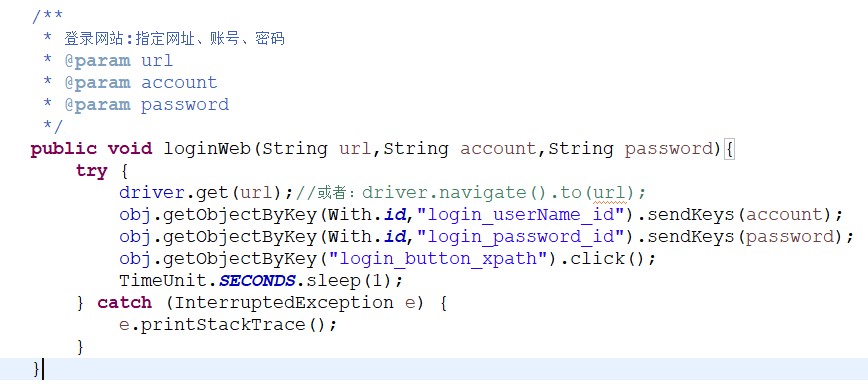 /**
 * 登录网站:指定网址、账号、密码
 * @param url
 * @param account
 * @param password
 */
public void loginWeb(String url,String account,String password){
    try {
        driver.get(url);//或者：driver.navigate().to(url);
        obj.getObjectByKey(With.id,"login_userName_id").sendKeys(account);
        obj.getObjectByKey(With.id,"login_password_id").sendKeys(password);
        obj.getObjectByKey("login_button_xpath").click();
        TimeUnit.SECONDS.sleep(1);
    } catch (InterruptedException e) {
        e.printStackTrace();
    }
}